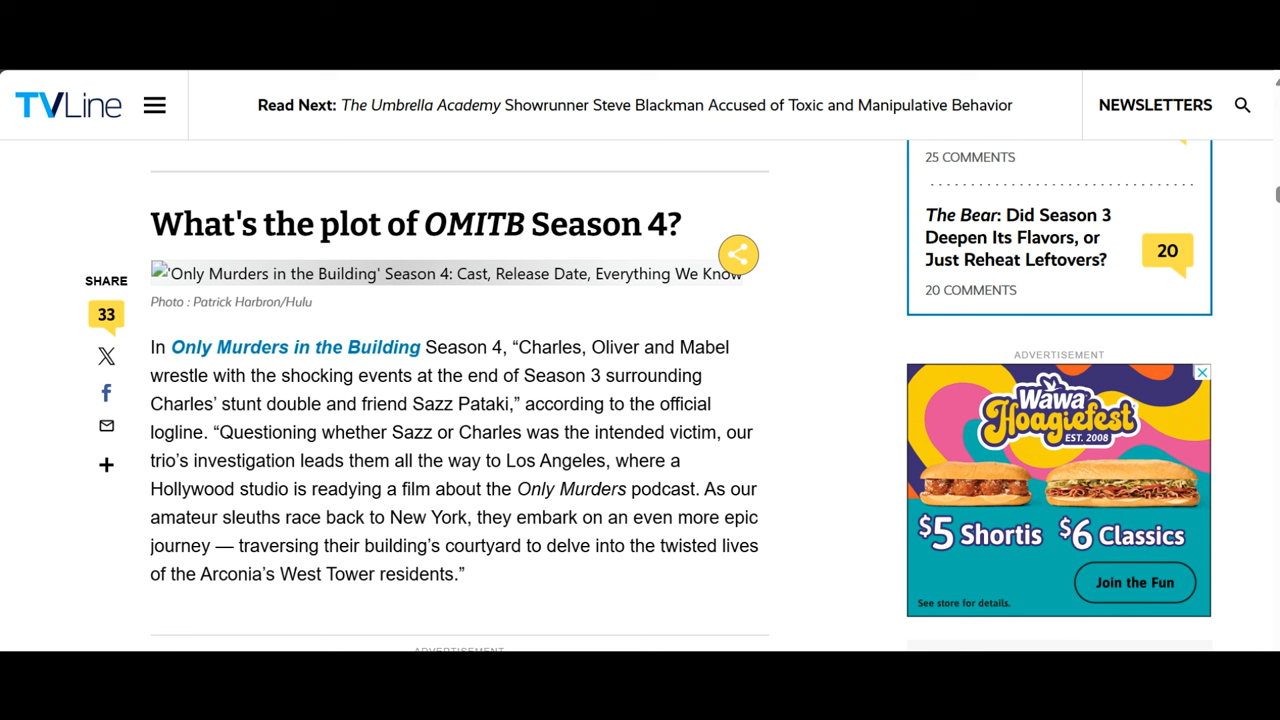 TVLine
Read Next: The Umbrella Academy Showrunner Steve Blackman Accused of Toxic and Manipulative Behavior
NEWSLETTERS
What's the plot of OMITB Season 4?
'Only Murders in the Building' Season 4: Cast, Release Date, Everything We Know
Photo : Patrick Harbron/Hulu
SHARE
33
In Only Murders in the Building Season 4, “Charles, Oliver and Mabel
wrestle with the shocking events at the end of Season 3 surrounding
Charles’ stunt double and friend Sazz Pataki,” according to the official
logline. “Questioning whether Sazz or Charles was the intended victim, our
trio’s investigation leads them all the way to Los Angeles, where a
Hollywood studio is readying a film about the Only Murders podcast. As our
amateur sleuths race back to New York, they embark on an even more epic
journey — traversing their building’s courtyard to delve into the twisted lives
of the Arconia’s West Tower residents.”
ADVERTISEMENT
25 COMMENTS
The Bear: Did Season 3
Deepen Its Flavors, or
Just Reheat Leftovers?
20
20 COMMENTS
ADVERTISEMENT
Wawa
Hoagiefest
EST. 2008
$5 Shortis $6 Classics
Join the Fun
See store for details.